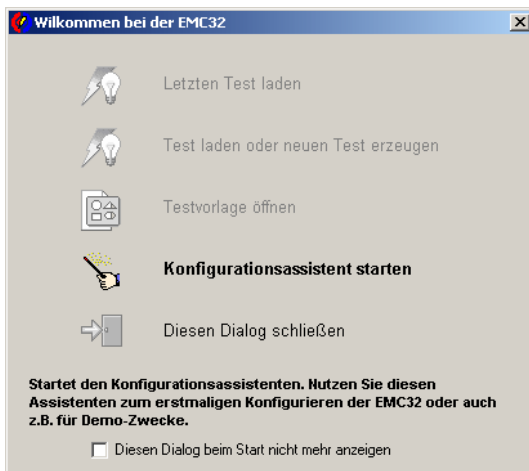 Wilkommen bei der EMC32
Letzten Test laden
Test laden oder neuen Test erzeugen
Testvorlage öffnen
Konfigurationsassistent starten
Diesen Dialog schließen
Startet den Konfigurationsassistenten. Nutzen Sie diesen
Assistenten zum erstmaligen Konfigurieren der EMC32 oder auch
z.B. für Demo-Zwecke.
Diesen Dialog beim Start nicht mehr anzeigen